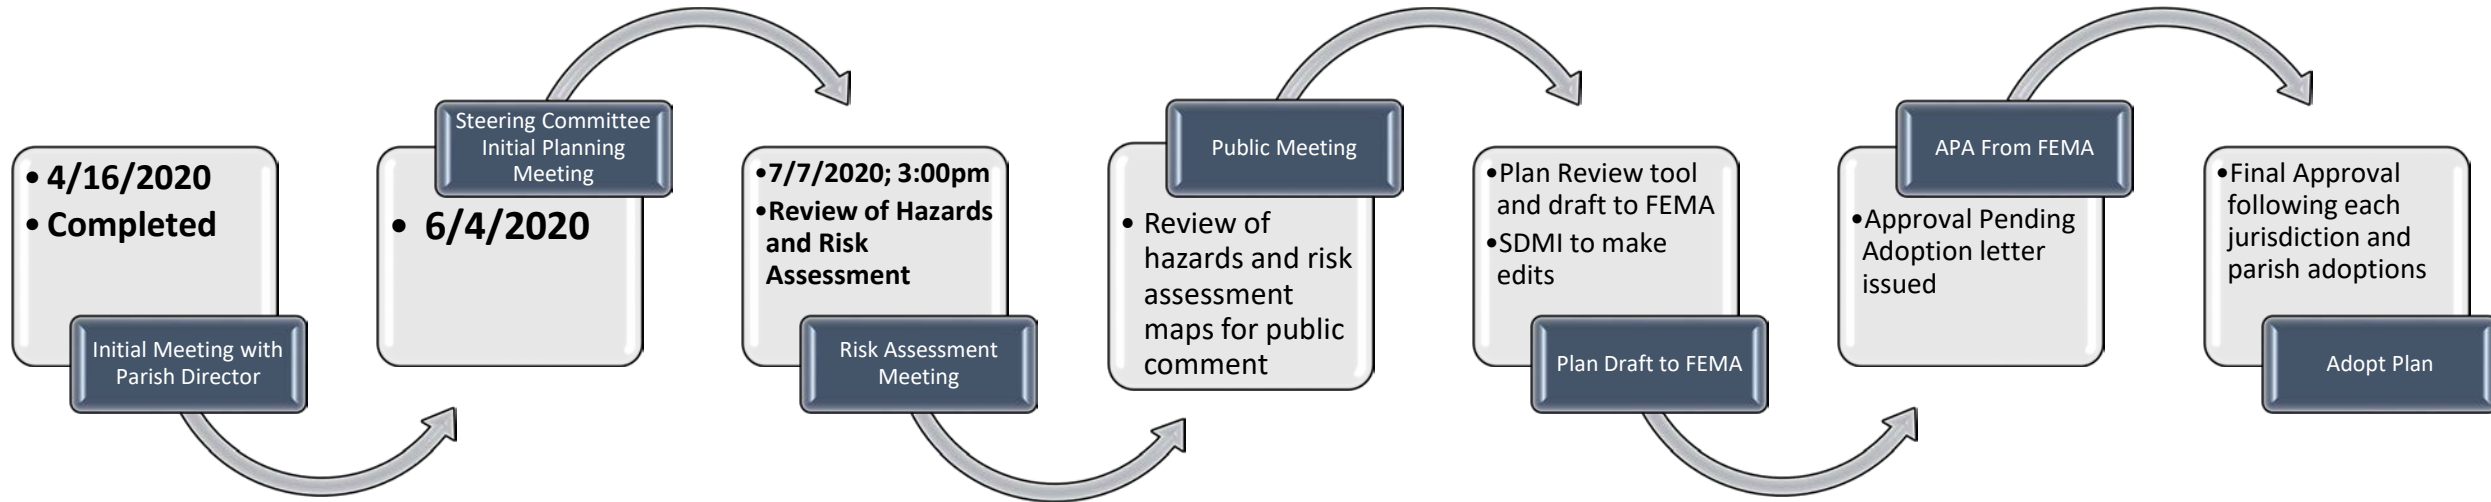 • 4/16/2020
• Completed
Initial Meeting with
Parish Director
Steering Committee
Initial Planning
Meeting
• 6/4/2020
•7/7/2020; 3:00pm
•Review of Hazards
and Risk
Assessment
Risk Assessment
Meeting
Public Meeting
• Review of
hazards and risk
assessment
maps for public
comment
•Plan Review tool
and draft to FEMA
•SDMI to make
edits
Plan Draft to FEMA
APA From FEMA
•Approval Pending
Adoption letter
issued
•Final Approval
following each
jurisdiction and
parish adoptions
Adopt Plan